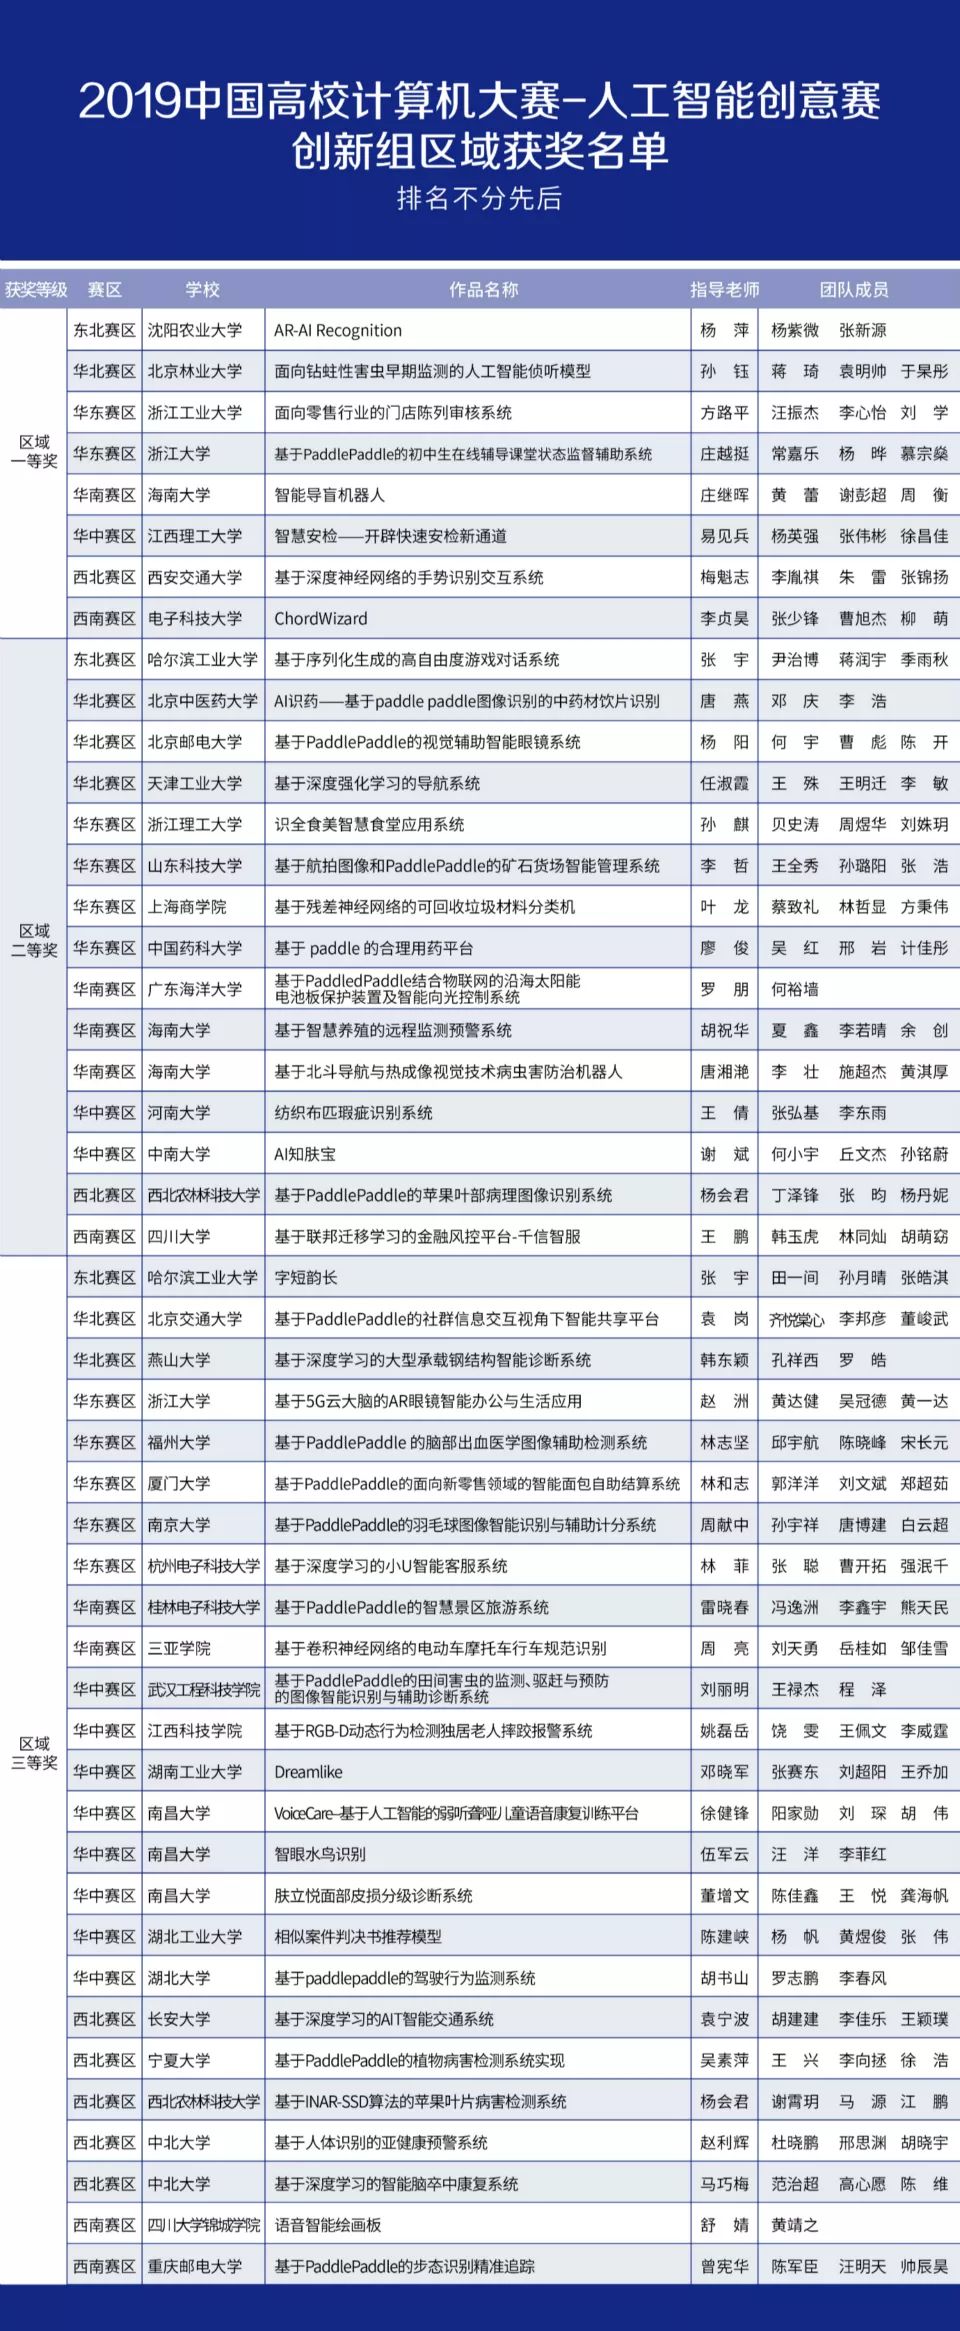 2019中国高校计算机大赛-人工智能创意赛
创新组区域获奖名单
排名不分先后
获奖等级 赛区 学校 作品名称 指导老师 团队成员
区域
一等奖
东北赛区 沈阳农业大学 AR-AI Recognition 杨 萍 杨紫微 张新源
华北赛区 北京林业大学 面向钻蛀性害虫早期监测的人工智能侦听模型 孙 钰 蒋 琦 袁明帅 于杲彤
华东赛区 浙江工业大学 面向零售行业的门店陈列审核系统 方路平 汪振杰 李心怡 刘 学
华东赛区 浙江大学 基于PaddlePaddle的初中生在线辅导课堂状态监督辅助系统 庄越挺 常嘉乐 杨 晔 慕宗燊
华南赛区 海南大学 智能导盲机器人 庄继晖 黄 蕾 谢彭超 周 衡
华中赛区 江西理工大学 智慧安检——开辟快速安检新通道 易见兵 杨英强 张伟彬 徐昌佳
西北赛区 西安交通大学 基于深度神经网络的手势识别交互系统 梅魁志 李胤祺 朱 雷 张锦扬
西南赛区 电子科技大学 ChordWizard 李贞昊 张少锋 曹旭杰 柳 萌
区域
二等奖
东北赛区 哈尔滨工业大学 基于序列化生成的高自由度游戏对话系统 张 宇 尹治博 蒋润宇 季雨秋
华北赛区 北京中医药大学 AI识药——基于paddle paddle图像识别的中药材饮片识别 唐 燕 邓 庆 李 浩
华北赛区 北京邮电大学 基于PaddlePaddle的视觉辅助智能眼镜系统 杨 阳 何 宇 曹 彪 陈 开
华北赛区 天津工业大学 基于深度强化学习的导航系统 任淑霞 王 殊 王明迁 李 敏
华东赛区 浙江理工大学 识全食美智慧食堂应用系统 孙 麒 贝史涛 周煜华 刘姝玥
华东赛区 山东科技大学 基于航拍图像和PaddlePaddle的矿石货场智能管理系统 李 哲 王全秀 孙璐阳 张 浩
华东赛区 上海商学院 基于残差神经网络的可回收垃圾材料分类机 叶 龙 蔡致礼 林哲显 方秉伟
华东赛区 中国药科大学 基于 paddle 的合理用药平台 廖 俊 吴 红 邢 岩 计佳彤
华南赛区 广东海洋大学 基于PaddledPaddle结合物联网的沿海太阳能
电池板保护装置及智能向光控制系统 罗 朋 何裕墙
华南赛区 海南大学 基于智慧养殖的远程监测预警系统 胡祝华 夏 鑫 李若晴 余 创
华南赛区 海南大学 基于北斗导航与热成像视觉技术病虫害防治机器人 唐湘滟 李 壮 施超杰 黄淇厚
华中赛区 河南大学 纺织布匹瑕疵识别系统 王 倩 张弘基 李东雨
华中赛区 中南大学 AI知肤宝 谢 斌 何小宇 丘文杰 孙铭蔚
西北赛区 西北农林科技大学 基于PaddlePaddle的苹果叶部病理图像识别系统 杨会君 丁泽锋 张 昀 杨丹妮
西南赛区 四川大学 基于联邦迁移学习的金融风控平台-千信智服 王 鹏 韩玉虎 林同灿 胡萌窈
区域
三等奖
东北赛区 哈尔滨工业大学 字短韵长 张 宇 田一间 孙月晴 张皓淇
华北赛区 北京交通大学 基于PaddlePaddle的社群信息交互视角下智能共享平台 袁 岗 齐悦棠心 李邦彦 董峻武
华北赛区 燕山大学 基于深度学习的大型承载钢结构智能诊断系统 韩东颖 孔祥西 罗 皓
华东赛区 浙江大学 基于5G云大脑的AR眼镜智能办公与生活应用 赵 洲 黄达健 吴冠德 黄一达
华东赛区 福州大学 基于PaddlePaddle 的脑部出血医学图像辅助检测系统 林志坚 邱宇航 陈晓峰 宋长元
华东赛区 厦门大学 基于PaddlePaddle的面向新零售领域的智能面包自助结算系统 林和志 郭洋洋 刘文斌 郑超茹
华东赛区 南京大学 基于PaddlePaddle的羽毛球图像智能识别与辅助计分系统 周献中 孙宇祥 唐博建 白云超
华东赛区 杭州电子科技大学 基于深度学习的小U智能客服系统 林 菲 张 聪 曹开拓 强泯千
华南赛区 桂林电子科技大学 基于PaddlePaddle的智慧景区旅游系统 雷晓春 冯逸洲 李鑫宇 熊天民
华南赛区 三亚学院 基于卷积神经网络的电动车摩托车行车规范识别 周 亮 刘天勇 岳桂如 邹佳雪
华中赛区 武汉工程科技学院 基于PaddlePaddle的田间害虫的监测、驱赶与预防
的图像智能识别与辅助诊断系统 刘丽明 王禄杰 程 泽
华中赛区 江西科技学院 基于RGB-D动态行为检测独居老人摔跤报警系统 姚磊岳 饶 雯 王佩文 李威霆
华中赛区 湖南工业大学 Dreamlike 邓晓军 张赛东 刘超阳 王乔加
华中赛区 南昌大学 VoiceCare-基于人工智能的弱听聋哑儿童语音康复训练平台 徐健锋 阳家勋 刘 琛 胡 伟
华中赛区 南昌大学 智眼水鸟识别 伍军云 汪 洋 李菲红
华中赛区 南昌大学 肤立悦面部皮损分级诊断系统 董增文 陈佳鑫 王 悦 龚海帆
华中赛区 湖北工业大学 相似案件判决书推荐模型 陈建峡 杨 帆 黄煜俊 张 伟
华中赛区 湖北大学 基于paddlepaddle的驾驶行为监测系统 胡书山 罗志鹏 李春风
西北赛区 长安大学 基于深度学习的AIT智能交通系统 袁宁波 胡建建 李佳乐 王颖璞
西北赛区 宁夏大学 基于PaddlePaddle的植物病害检测系统实现 吴素萍 王 兴 李向拯 徐 浩
西北赛区 西北农林科技大学 基于INAR-SSD算法的苹果叶片病害检测系统 杨会君 谢霄玥 马 源 江 鹏
西北赛区 中北大学 基于人体识别的亚健康预警系统 赵利辉 杜晓鹏 邢思渊 胡晓宇
西北赛区 中北大学 基于深度学习的智能脑卒中康复系统 马巧梅 范治超 高心愿 陈 维
西南赛区 四川大学锦城学院 语音智能绘画板 舒 婧 黄靖之
西南赛区 重庆邮电大学 基于PaddlePaddle的步态识别精准追踪 曾宪华 陈军臣 汪明天 帅辰昊